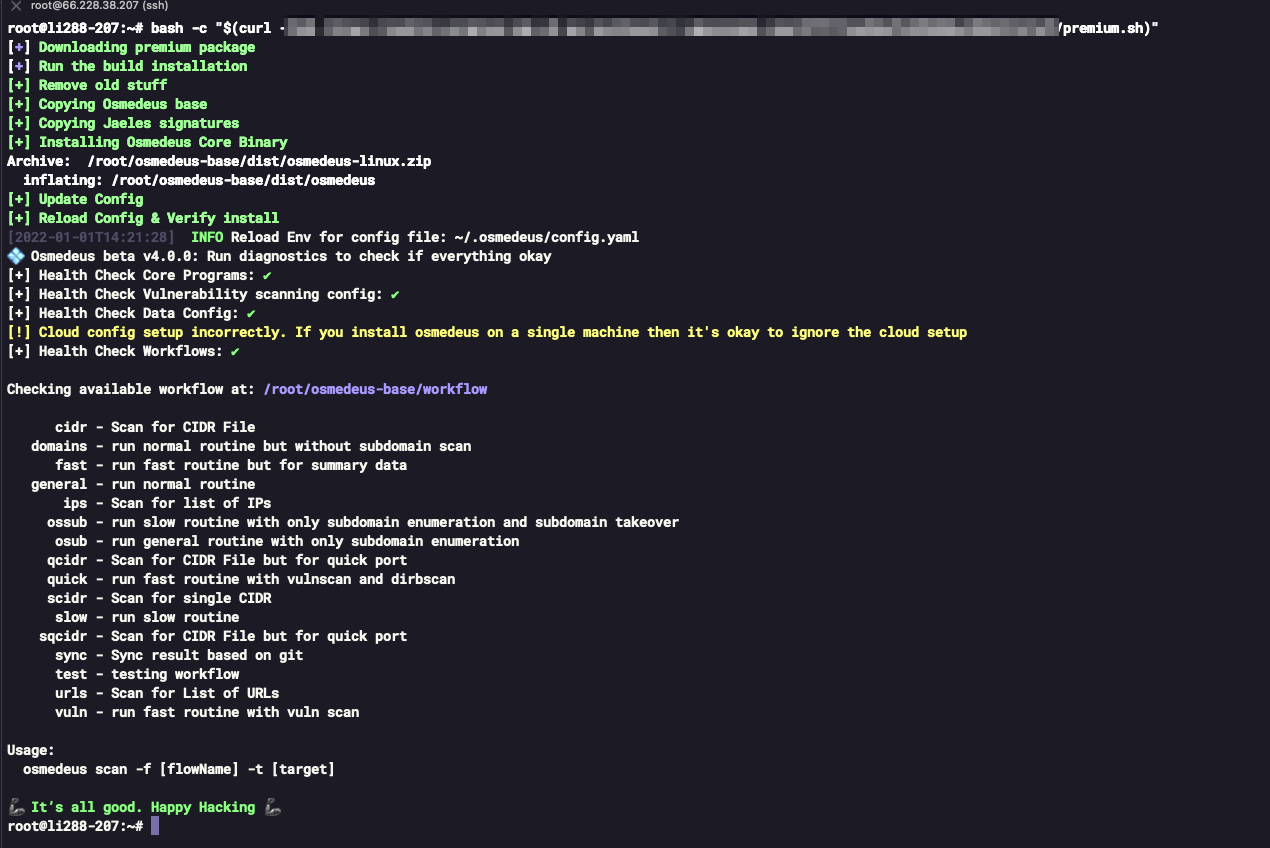 root@66.228.38.207 (ssh)
root@li288-207:~# bash -c "$(curl - /premium.sh)"
[+] Downloading premium package
[+] Run the build installation
[+] Remove old stuff
[+] Copying Osmedeus base
[+] Copying Jaeles signatures
[+] Installing Osmedeus Core Binary
Archive:  /root/osmedeus-base/dist/osmedeus-linux.zip
  inflating: /root/osmedeus-base/dist/osmedeus
[+] Update Config
[+] Reload Config & Verify install
[2022-01-01T14:21:28]  INFO Reload Env for config file: ~/.osmedeus/config.yaml
💠 Osmedeus beta v4.0.0: Run diagnostics to check if everything okay
[+] Health Check Core Programs: ✔
[+] Health Check Vulnerability scanning config: ✔
[+] Health Check Data Config: ✔
[!] Cloud config setup incorrectly. If you install osmedeus on a single machine then it's okay to ignore the cloud setup
[+] Health Check Workflows: ✔
Checking available workflow at: /root/osmedeus-base/workflow
cidr - Scan for CIDR File
domains - run normal routine but without subdomain scan
fast - run fast routine but for summary data
general - run normal routine
ips - Scan for list of IPs
ossub - run slow routine with only subdomain enumeration and subdomain takeover
osub - run general routine with only subdomain enumeration
qcidr - Scan for CIDR File but for quick port
quick - run fast routine with vulnscan and dirbscan
scidr - Scan for single CIDR
slow - run slow routine
sqcidr - Scan for CIDR File but for quick port
sync - Sync result based on git
test - testing workflow
urls - Scan for List of URLs
vuln - run fast routine with vuln scan
Usage:
  osmedeus scan -f [flowName] -t [target]
🦾 It's all good. Happy Hacking 🦾
root@li288-207:~#